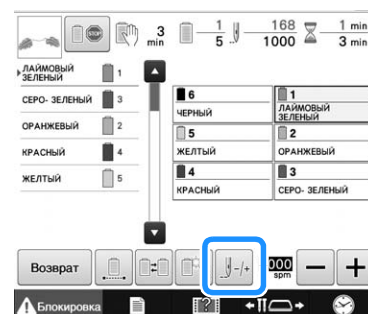 3 min
1/5
168/1000
1 min
3 min
ЛАЙМОВЫЙ ЗЕЛЕНЫЙ 1
СЕРО- ЗЕЛЕНЫЙ 3
ОРАНЖЕВЫЙ 2
КРАСНЫЙ 4
ЖЕЛТЫЙ 5
6
ЧЕРНЫЙ
1
ЛАЙМОВЫЙ
ЗЕЛЕНЫЙ
5
ЖЕЛТЫЙ
2
ОРАНЖЕВЫЙ
4
КРАСНЫЙ
3
СЕРО- ЗЕЛЕНЫЙ
Возврат
-/+
spm
Блокировка